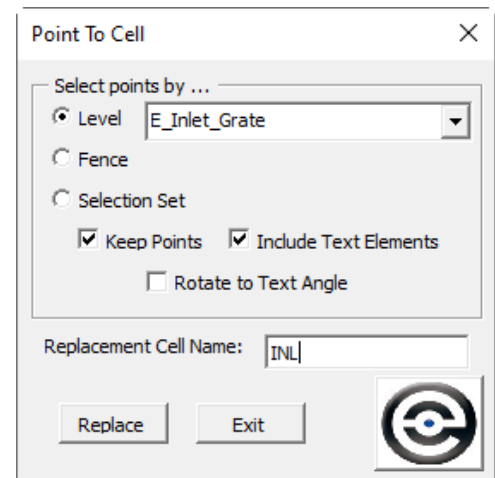 Point To Cell
Select points by ...
Level E_Inlet_Grate
Fence
Selection Set
Keep Points Include Text Elements
Rotate to Text Angle
Replacement Cell Name: INL
Replace Exit